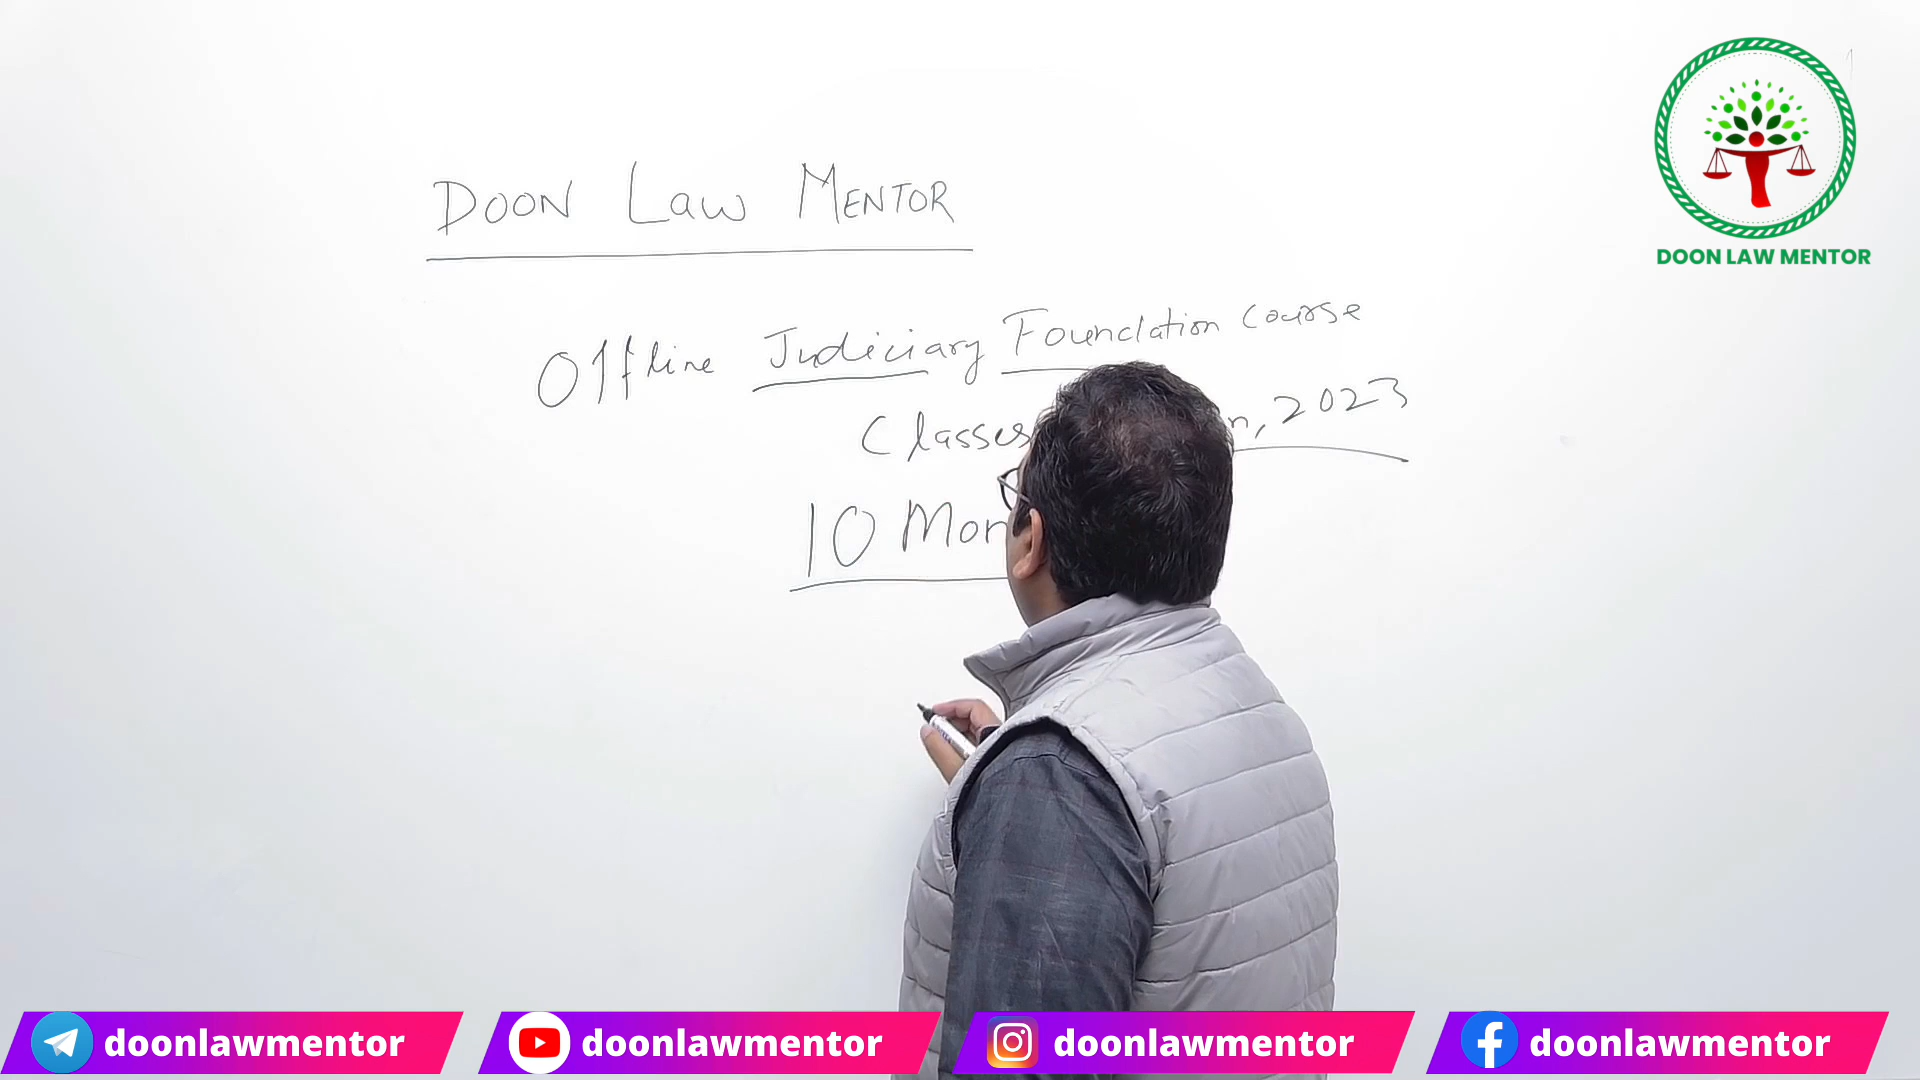 DOON LAW MENTOR
DOON LAW MENTOR
Offline Judiciary Foundation Course
Classes n, 2023
10 Mon
doonlawmentor
doonlawmentor
doonlawmentor
doonlawmentor